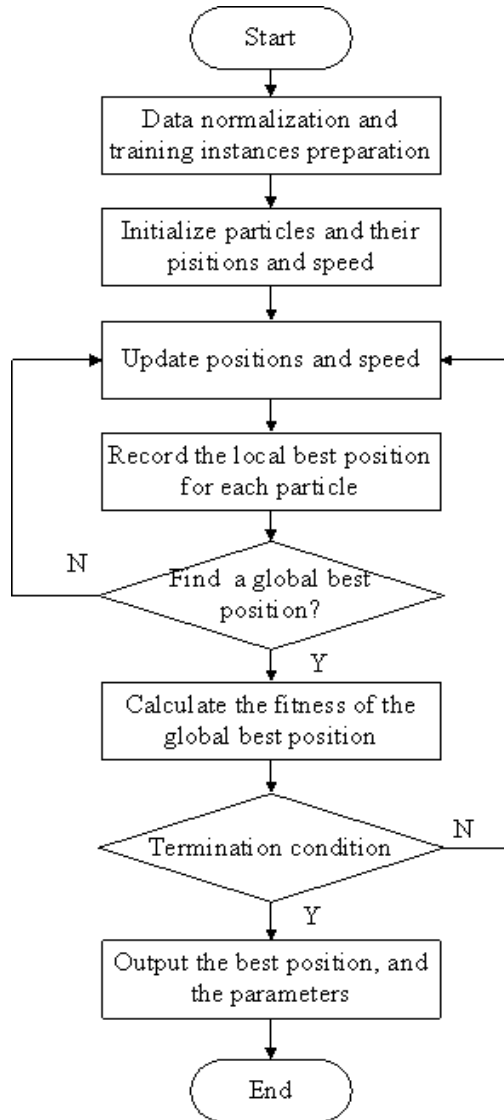 Start
Data normalization and
training instances preparation
Initialize particles and their
pisitions and speed
Update positions and speed
Record the local best position
for each particle
N
Find a global best
position?
Y
Calculate the fitness of the
global best position
N
Termination condition
Y
Output the best position, and
the parameters
End